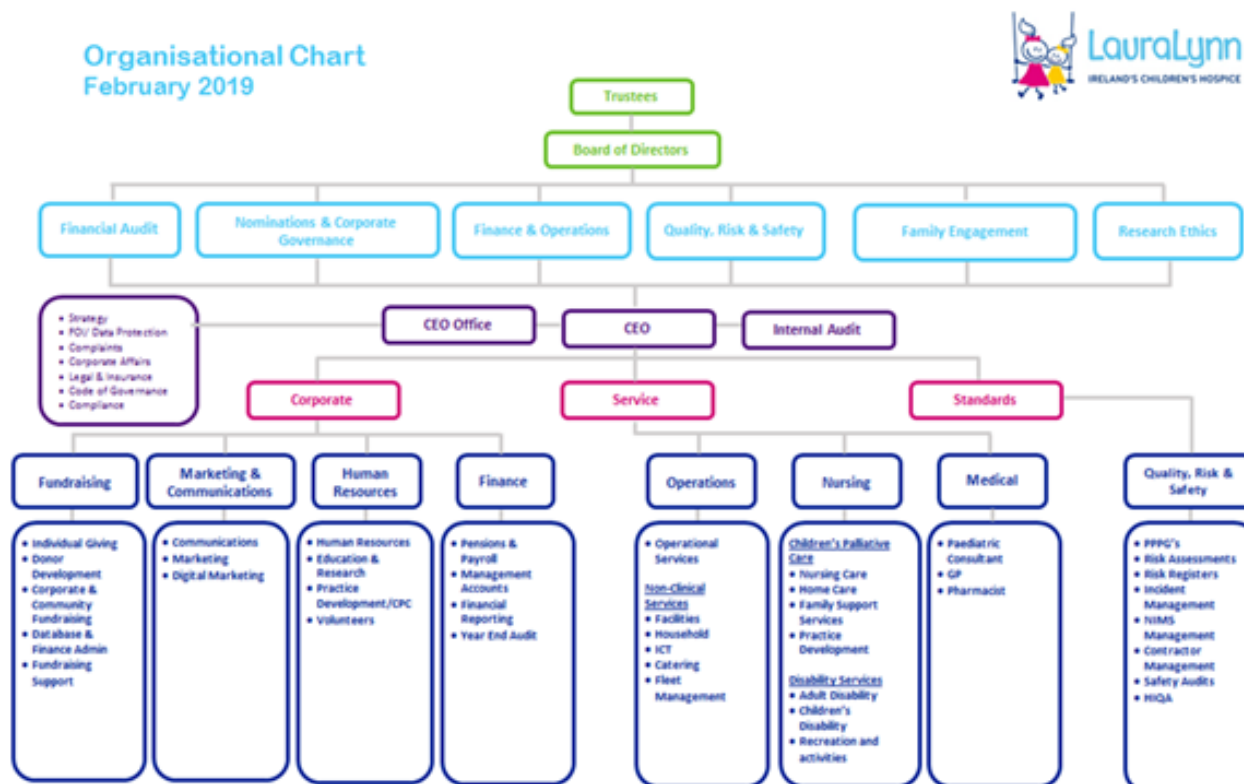 Organisational Chart
February 2019
LauraLynn
IRELAND'S CHILDREN'S HOSPICE
Trustees
Board of Directors
Financial Audit
Nominations & Corporate
Governance
Finance & Operations
Quality, Risk & Safety
Family Engagement
Research Ethics
• Strategy
• FOI/ Data Protection
• Complaints
• Corporate Affairs
• Legal & Insurance
• Code of Governance
• Compliance
CEO Office
CEO
Internal Audit
Corporate
Service
Standards
Fundraising
Marketing &
Communications
Human
Resources
Finance
Operations
Nursing
Medical
Quality, Risk &
Safety
• Individual Giving
• Donor
Development
• Corporate &
Community
Fundraising
• Database &
Finance Admin
• Fundraising
Support
• Communications
• Marketing
• Digital Marketing
• Human Resources
• Education &
Research
• Practice
Development/CPC
• Volunteers
• Pensions &
Payroll
• Management
Accounts
• Financial
Reporting
• Year End Audit
• Operational
Services
Non-Clinical
Services
• Facilities
• Household
• ICT
• Catering
• Fleet
Management
Children's Palliative
Care
• Nursing Care
• Home Care
• Family Support
Services
• Practice
Development
Disability Services
• Adult Disability
• Children's
Disability
• Recreation and
activities
• Paediatric
Consultant
• GP
• Pharmacist
• PPPG's
• Risk Assessments
• Risk Registers
• Incident
Management
• NIMS
Management
• Contractor
Management
• Safety Audits
• HIQA